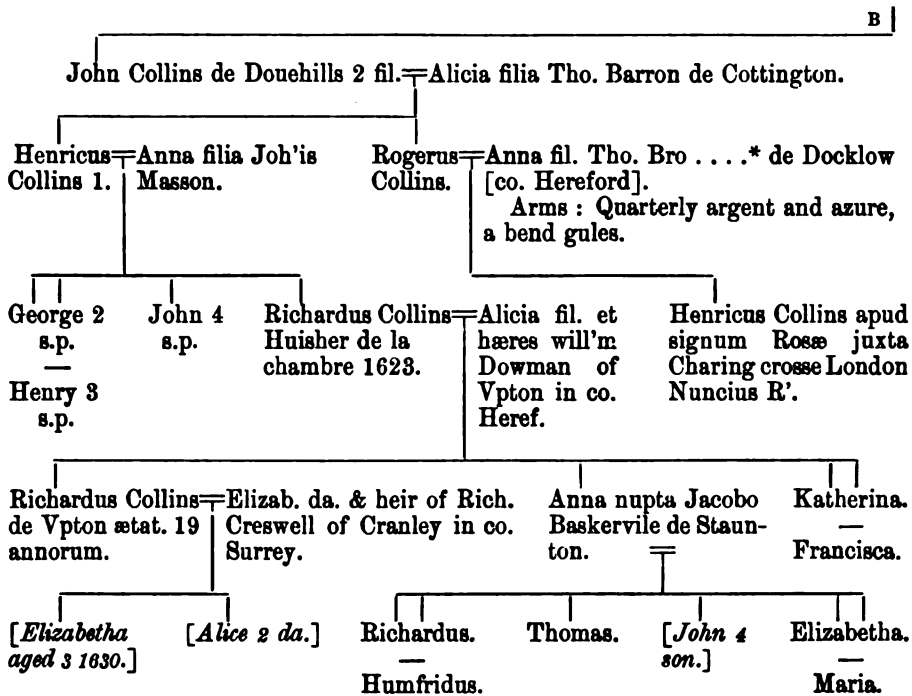 B
John Collins de Douehills 2 fil.=Alicia filia Tho. Barron de Cottington.
Henricus=Anna filia Joh'is
Collins 1. Masson.
Rogerus=Anna fil. Tho. Bro . . . .* de Docklow
Collins. [co. Hereford].
Arms : Quarterly argent and azure,
a bend gules.
George 2
s.p.
—
Henry 3
s.p.
John 4
s.p.
Richardus Collins=Alicia fil. et
Huisher de la hæres will'm
chambre 1623. Dowman of
Vpton in co.
Heref.
Henricus Collins apud
signum Rosæ juxta
Charing crosse London
Nuncius R'.
Richardus Collins=Elizab. da. & heir of Rich.
de Vpton ætat. 19 Creswell of Cranley in co.
annorum. Surrey.
Anna nupta Jacobo
Baskervile de Staun-
ton. =
Katherina.
—
Francisca.
[Elizabetha
aged 3 1630.]
[Alice 2 da.]
Richardus.
—
Humfridus.
Thomas.
[John 4
son.]
Elizabetha.
—
Maria.